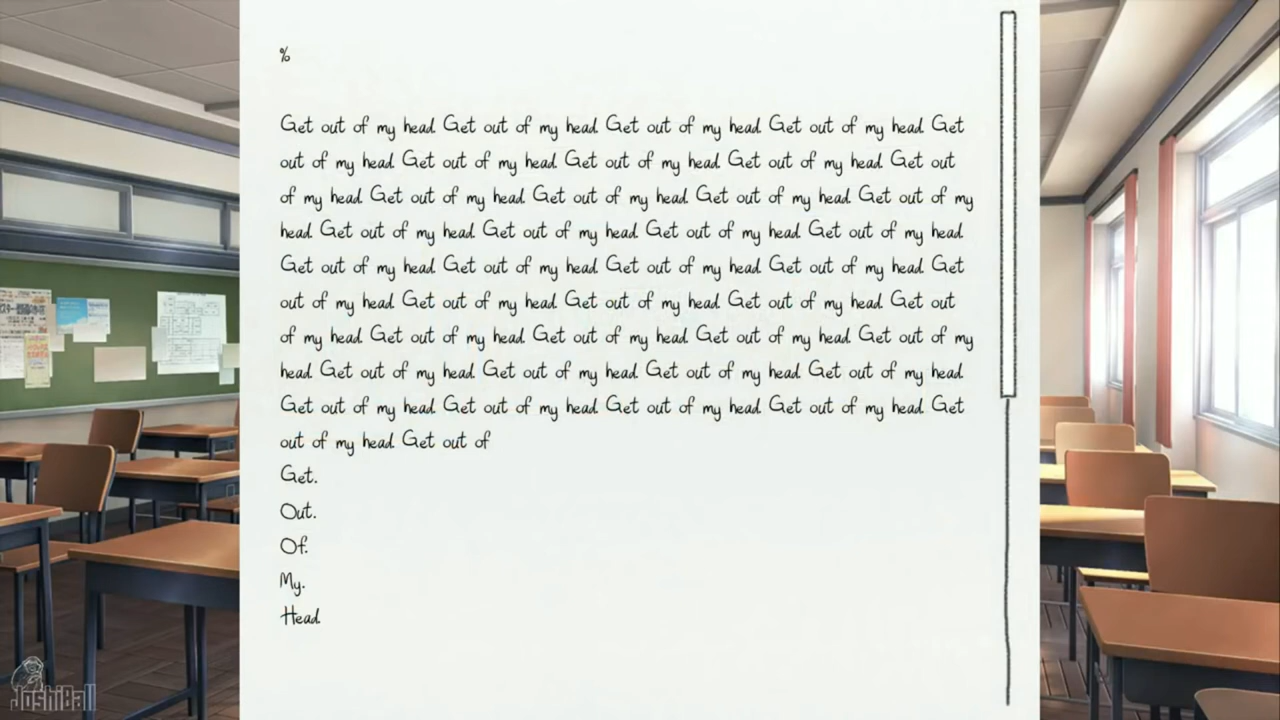 %
Get out of my head. Get out of my head. Get out of my head. Get out of my head. Get
out of my head. Get out of my head. Get out of my head. Get out of my head. Get out
of my head. Get out of my head. Get out of my head. Get out of my head. Get out of my
head. Get out of my head. Get out of my head. Get out of my head. Get out of my head.
Get out of my head. Get out of my head. Get out of my head. Get out of my head. Get
out of my head. Get out of my head. Get out of my head. Get out of my head. Get out
of my head. Get out of my head. Get out of my head. Get out of my head. Get out of my
head. Get out of my head. Get out of my head. Get out of my head. Get out of my head.
Get out of my head. Get out of my head. Get out of my head. Get out of my head. Get
out of my head. Get out of
Get.
Out.
Of.
My.
Head.
JoshiBall